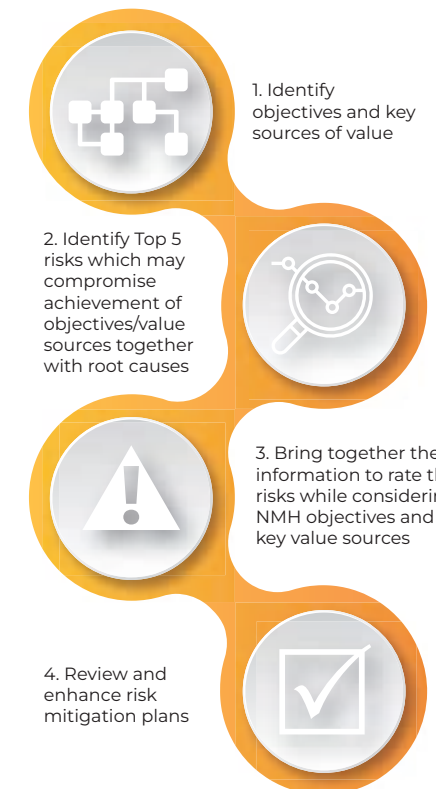 1. Identify
objectives and key
sources of value
2. Identify Top 5
risks which may
compromise
achievement of
objectives/value
sources together
with root causes
3. Bring together the
information to rate
risks while
NMH objectives and
key value sources
4. Review and
enhance risk
mitigation plans